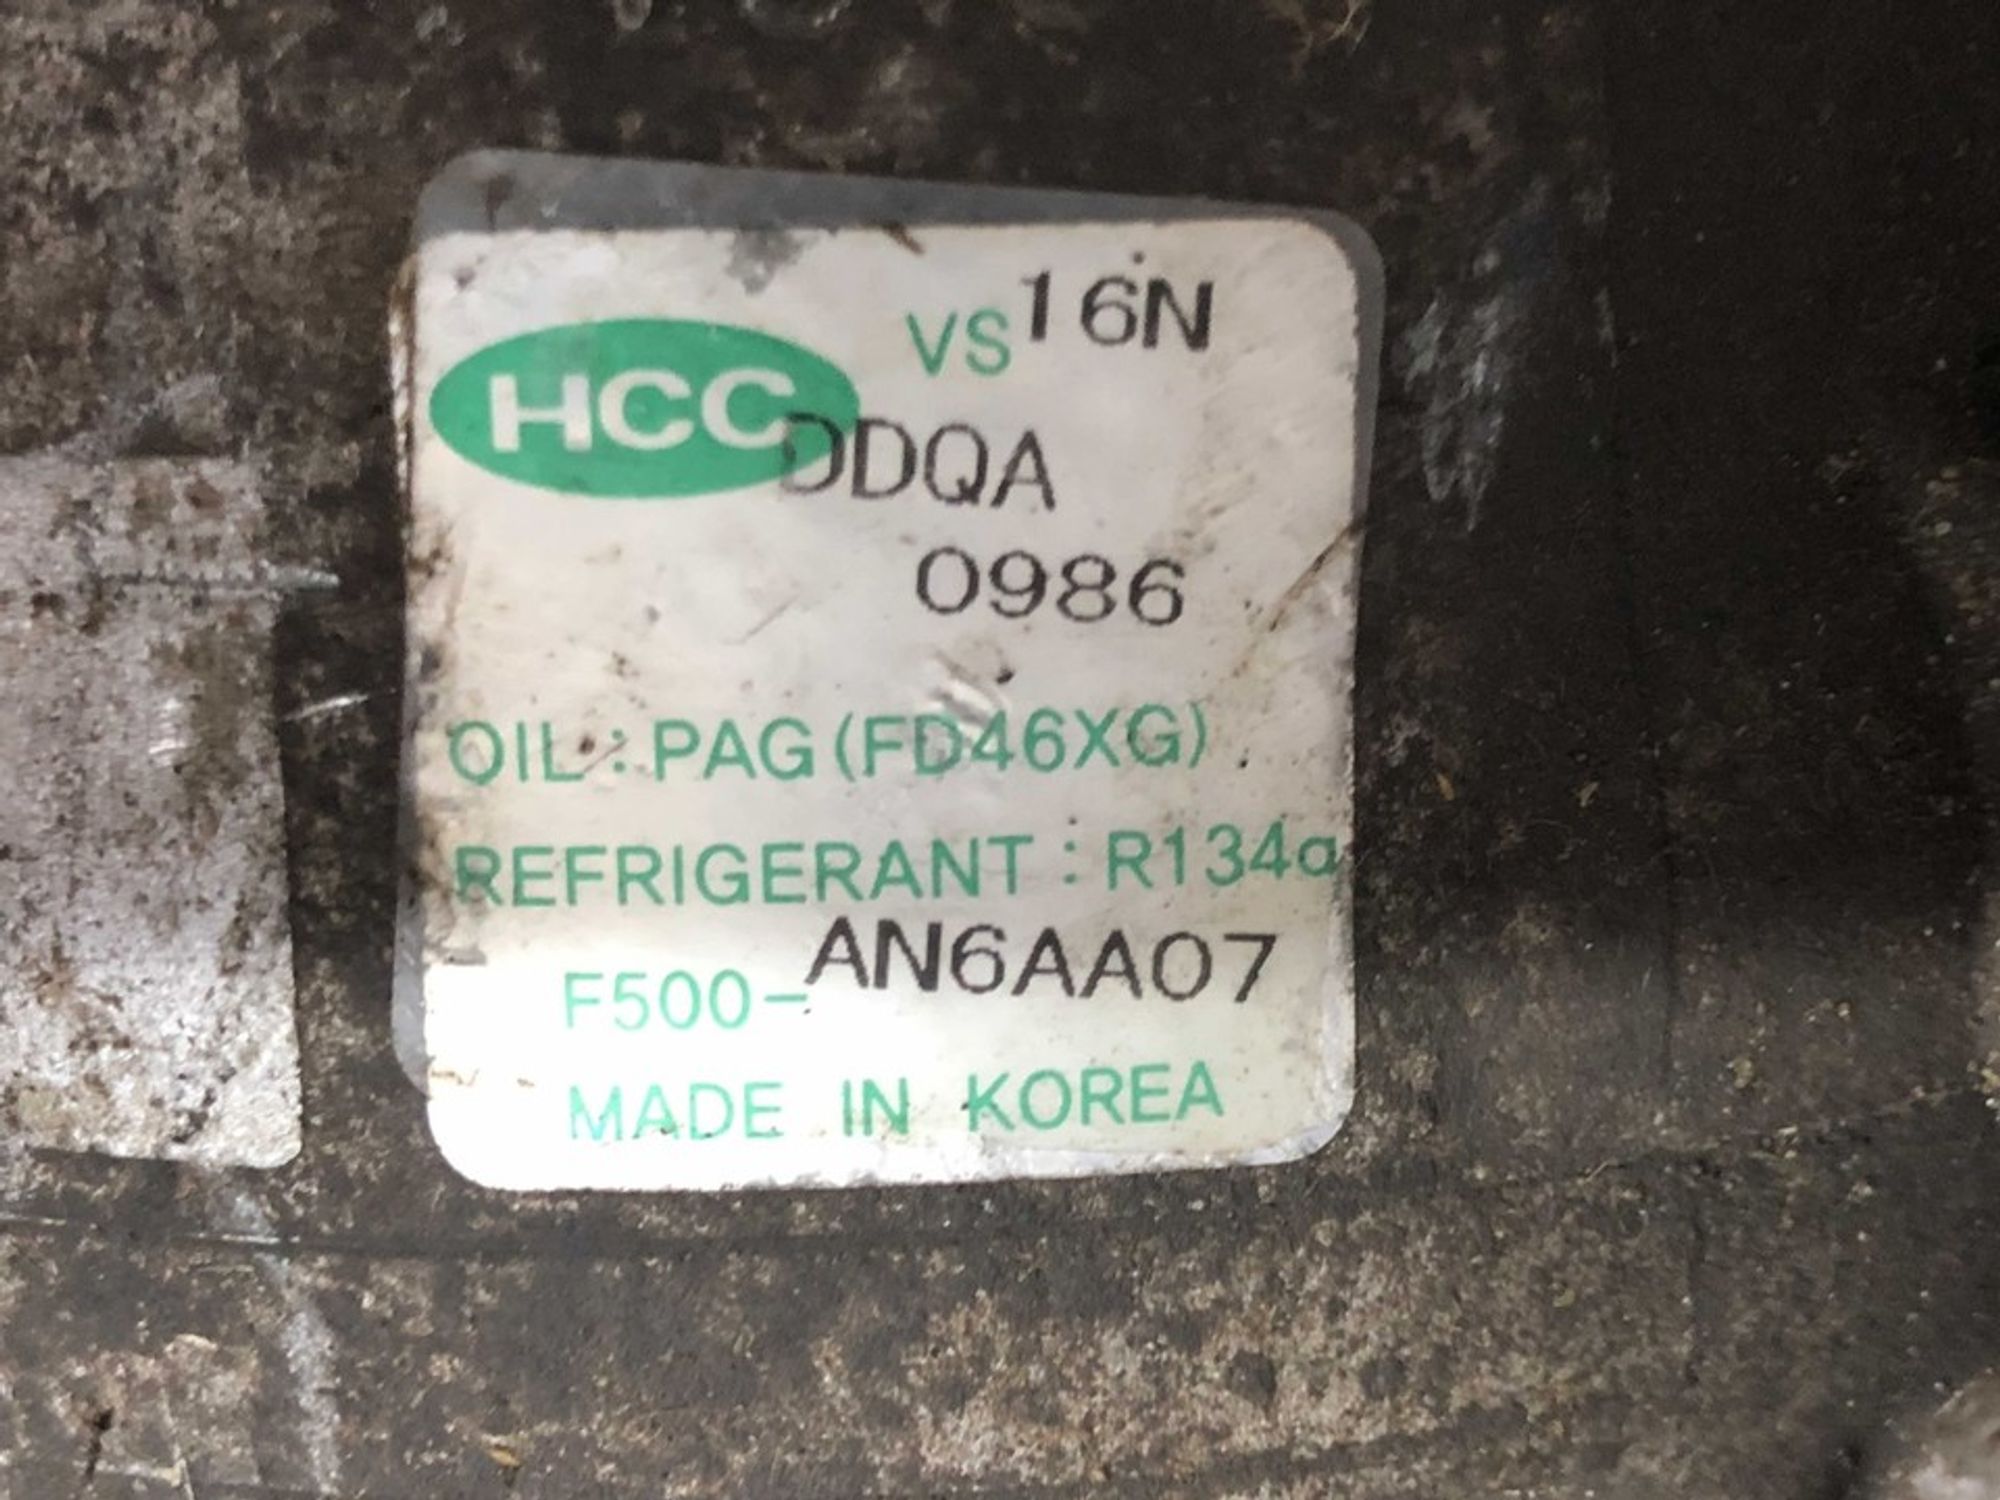 VS16N
HCC
DDQA
0986
OIL : PAG (FD46XG)
REFRIGERANT : R134a
F500-AN6AA07
MADE IN KOREA